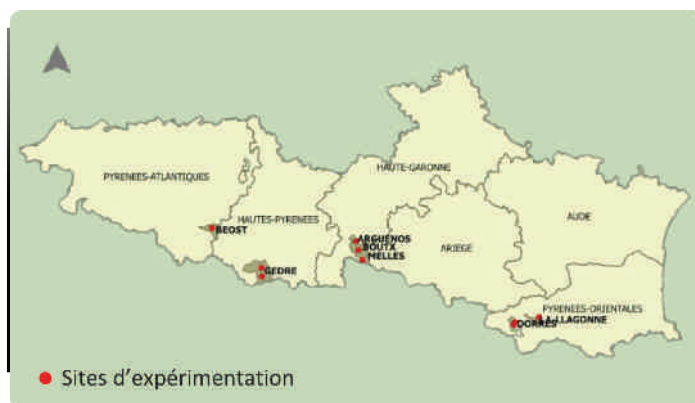 PYRENEES-ATLANTIQUES
HAUTES-PYRENEES
HAUTE-GARONNE
ARIEGE
AUDE
PYRENEES-ORIENTALES
BEOST
GEDRE
ARGUENOS
BOUTX
MELLES
DORRES
LA-LLAGONNE
Sites d'expérimentation